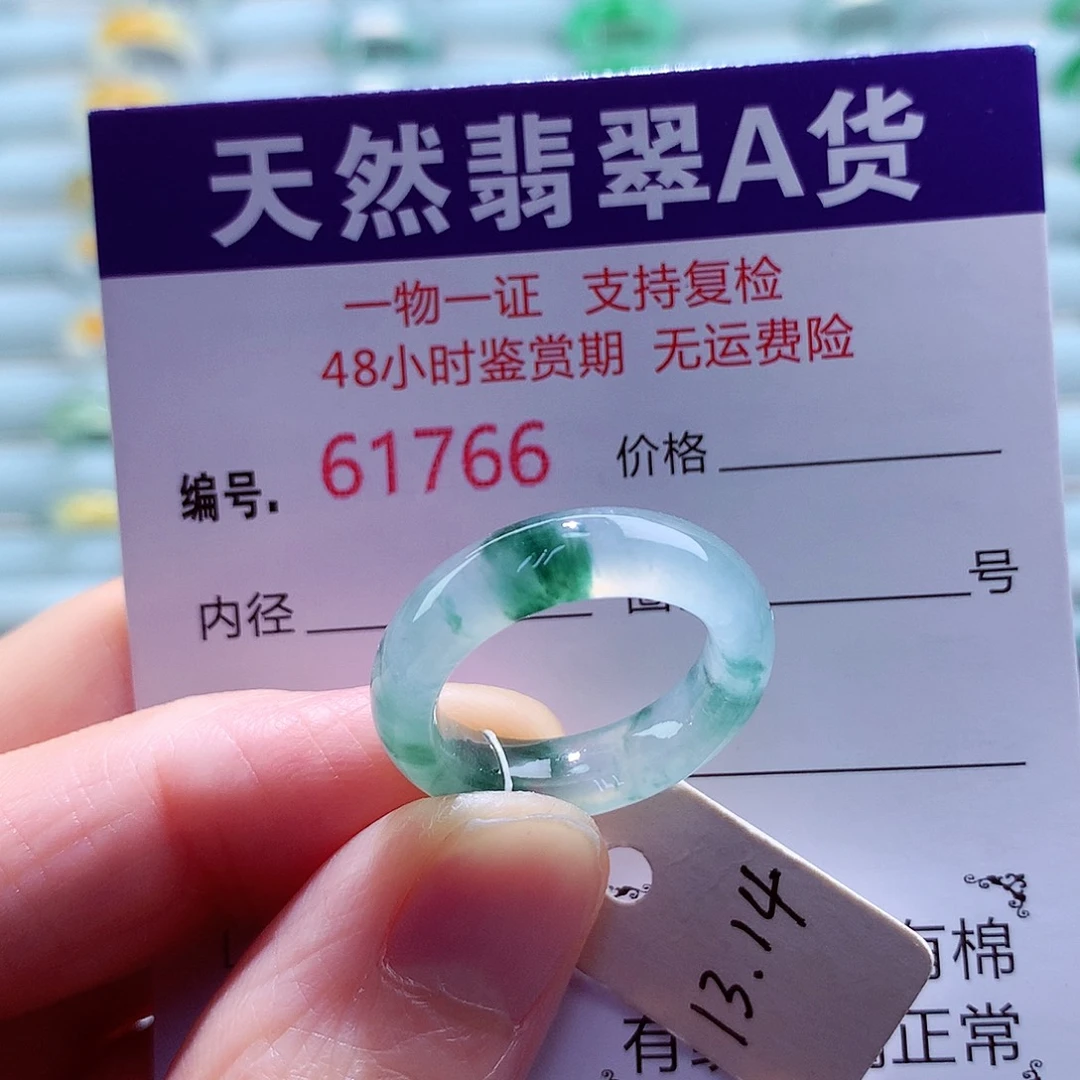 天然翡翠A货
一物一证 支持复检
48小时鉴赏期 无运费险
编号. 61766 价格
内径 号
13.14
有棉
有 正常